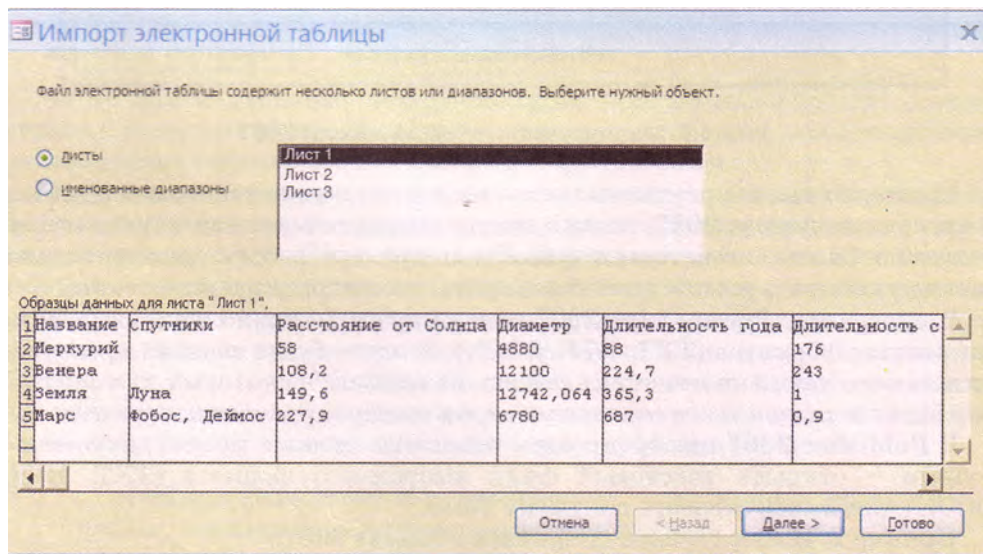 Импорт электронной таблицы
Файл электронной таблицы содержит несколько листов или диапазонов. Выберите нужный объект.
листы
именованные диапазоны
Лист 1
Лист 2
Лист 3
Образцы данных для листа "Лист 1".
1 Название Спутники Расстояние от Солнца Диаметр Длительность года Длительность с
2 Меркурий 58 4880 88 176
3 Венера 108,2 12100 224,7 243
4 Земля Луна 149,6 12742,064 365,3 1
5 Марс Фобос, Деймос 227,9 6780 687 0,9
Отмена < Назад Далее > Готово